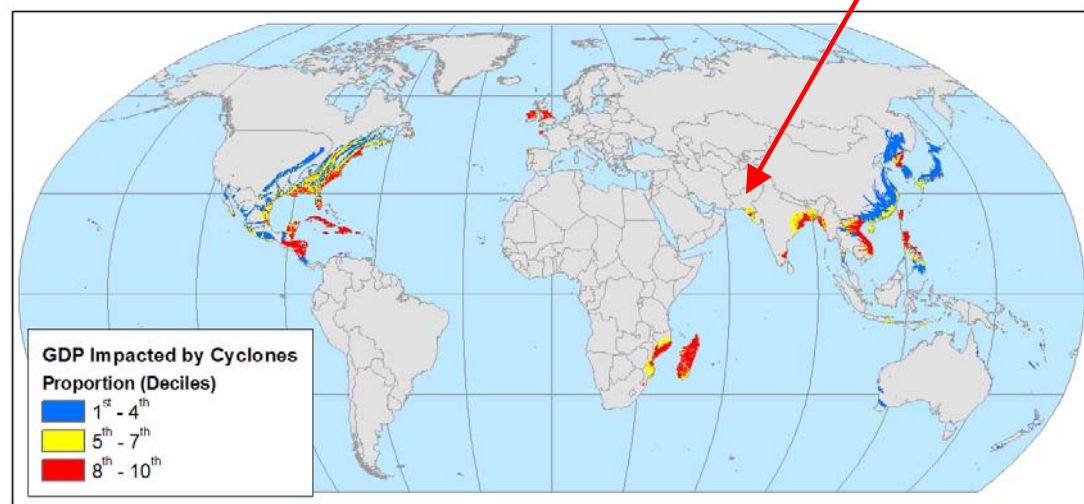 GDP Impacted by Cyclones
Proportion (Deciles)
1st - 4th
5th - 7th
8th - 10th